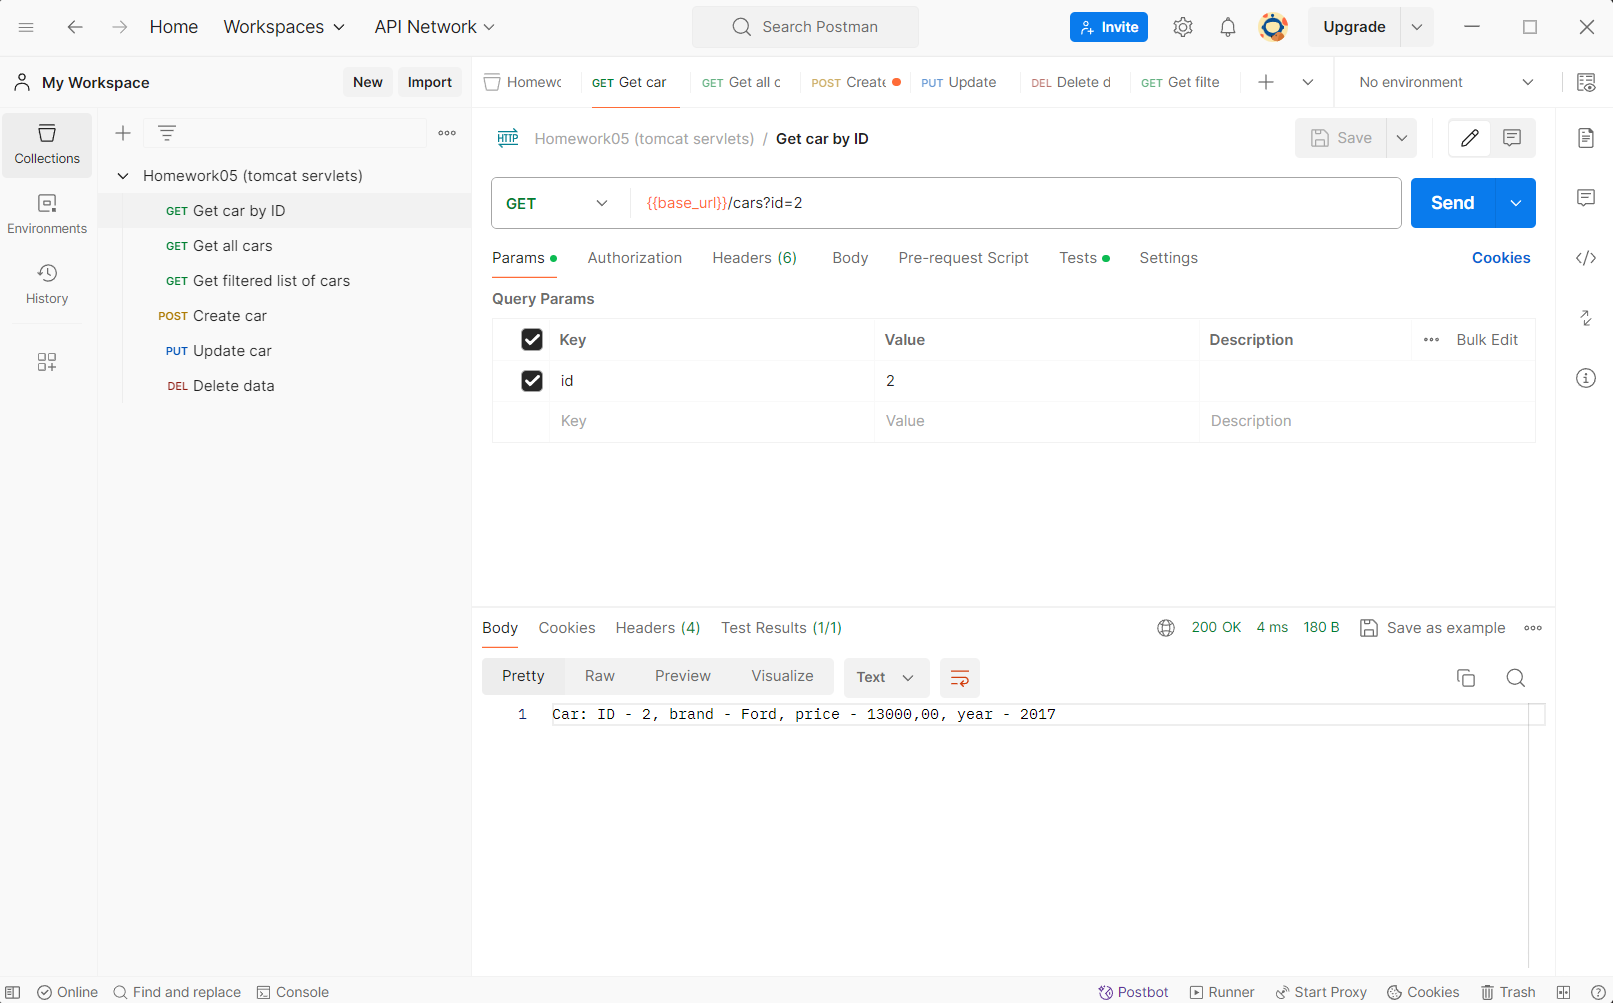 Home Workspaces API Network Search Postman Invite Upgrade
My Workspace New Import
Homewo GET Get car GET Get all c POST Create PUT Update DEL Delete d GET Get filte No environment
Collections
Environments
History
Homework05 (tomcat servlets)
GET Get car by ID
GET Get all cars
GET Get filtered list of cars
POST Create car
PUT Update car
DEL Delete data
HTTP Homework05 (tomcat servlets) / Get car by ID Save
GET {{base_url}}/cars?id=2 Send
Params Authorization Headers (6) Body Pre-request Script Tests Settings Cookies
Query Params
Key Value Description Bulk Edit
id 2
Key Value Description
Body Cookies Headers (4) Test Results (1/1) 200 OK 4 ms 180 B Save as example
Pretty Raw Preview Visualize Text
1 Car: ID - 2, brand - Ford, price - 13000,00, year - 2017
Online Find and replace Console Postbot Runner Start Proxy Cookies Trash